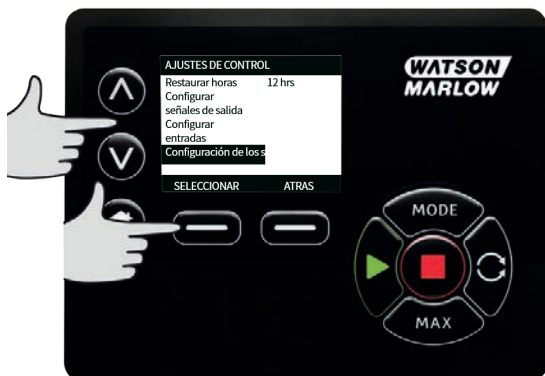 AJUSTES DE CONTROL
Restaurar horas 12 hrs
Configurar
señales de salida
Configurar
entradas
Configuración de los s
SELECCIONAR ATRAS
WATSON
MARLOW
MODE
MAX